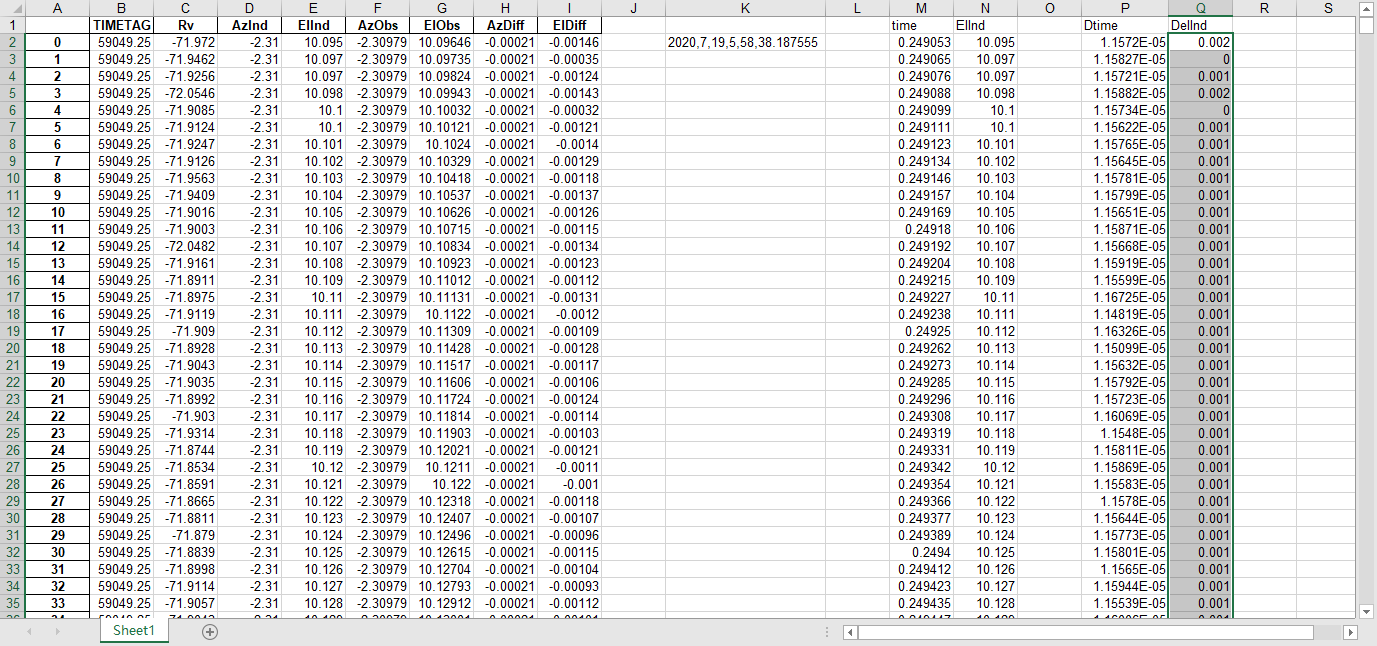 A B C D E F G H I J K L M N O P Q R S
1 TIMETAG Rv AzInd ElInd AzObs ElObs AzDiff ElDiff time ElInd Dtime DelInd
2 0 59049.25 -71.972 -2.31 10.095 -2.30979 10.09646 -0.00021 -0.00146 2020,7,19,5,58,38.187555 0.249053 10.095 1.1572E-05 0.002
3 1 59049.25 -71.9462 -2.31 10.097 -2.30979 10.09735 -0.00021 -0.00035 0.249065 10.097 1.15827E-05 0
4 2 59049.25 -71.9256 -2.31 10.097 -2.30979 10.09824 -0.00021 -0.00124 0.249076 10.097 1.15721E-05 0.001
5 3 59049.25 -72.0546 -2.31 10.098 -2.30979 10.09943 -0.00021 -0.00143 0.249088 10.098 1.15882E-05 0.002
6 4 59049.25 -71.9085 -2.31 10.1 -2.30979 10.10032 -0.00021 -0.00032 0.249099 10.1 1.15734E-05 0
7 5 59049.25 -71.9124 -2.31 10.1 -2.30979 10.10121 -0.00021 -0.00121 0.249111 10.1 1.15622E-05 0.001
8 6 59049.25 -71.9247 -2.31 10.101 -2.30979 10.1024 -0.00021 -0.0014 0.249123 10.101 1.15765E-05 0.001
9 7 59049.25 -71.9126 -2.31 10.102 -2.30979 10.10329 -0.00021 -0.00129 0.249134 10.102 1.15645E-05 0.001
10 8 59049.25 -71.9563 -2.31 10.103 -2.30979 10.10418 -0.00021 -0.00118 0.249146 10.103 1.15781E-05 0.001
11 9 59049.25 -71.9409 -2.31 10.104 -2.30979 10.10537 -0.00021 -0.00137 0.249157 10.104 1.15799E-05 0.001
12 10 59049.25 -71.9016 -2.31 10.105 -2.30979 10.10626 -0.00021 -0.00126 0.249169 10.105 1.15651E-05 0.001
13 11 59049.25 -71.9003 -2.31 10.106 -2.30979 10.10715 -0.00021 -0.00115 0.24918 10.106 1.15871E-05 0.001
14 12 59049.25 -72.0482 -2.31 10.107 -2.30979 10.10834 -0.00021 -0.00134 0.249192 10.107 1.15668E-05 0.001
15 13 59049.25 -71.9161 -2.31 10.108 -2.30979 10.10923 -0.00021 -0.00123 0.249204 10.108 1.15919E-05 0.001
16 14 59049.25 -71.8911 -2.31 10.109 -2.30979 10.11012 -0.00021 -0.00112 0.249215 10.109 1.15599E-05 0.001
17 15 59049.25 -71.8975 -2.31 10.11 -2.30979 10.11131 -0.00021 -0.00131 0.249227 10.11 1.16725E-05 0.001
18 16 59049.25 -71.9119 -2.31 10.111 -2.30979 10.1122 -0.00021 -0.0012 0.249238 10.111 1.14819E-05 0.001
19 17 59049.25 -71.909 -2.31 10.112 -2.30979 10.11309 -0.00021 -0.00109 0.24925 10.112 1.16326E-05 0.001
20 18 59049.25 -71.8928 -2.31 10.113 -2.30979 10.11428 -0.00021 -0.00128 0.249262 10.113 1.15099E-05 0.001
21 19 59049.25 -71.9043 -2.31 10.114 -2.30979 10.11517 -0.00021 -0.00117 0.249273 10.114 1.15632E-05 0.001
22 20 59049.25 -71.9035 -2.31 10.115 -2.30979 10.11606 -0.00021 -0.00106 0.249285 10.115 1.15792E-05 0.001
23 21 59049.25 -71.8992 -2.31 10.116 -2.30979 10.11724 -0.00021 -0.00124 0.249296 10.116 1.15723E-05 0.001
24 22 59049.25 -71.903 -2.31 10.117 -2.30979 10.11814 -0.00021 -0.00114 0.249308 10.117 1.16069E-05 0.001
25 23 59049.25 -71.9314 -2.31 10.118 -2.30979 10.11903 -0.00021 -0.00103 0.249319 10.118 1.1548E-05 0.001
26 24 59049.25 -71.8744 -2.31 10.119 -2.30979 10.12021 -0.00021 -0.00121 0.249331 10.119 1.15811E-05 0.001
27 25 59049.25 -71.8534 -2.31 10.12 -2.30979 10.1211 -0.00021 -0.0011 0.249342 10.12 1.15869E-05 0.001
28 26 59049.25 -71.8591 -2.31 10.121 -2.30979 10.122 -0.00021 -0.001 0.249354 10.121 1.15583E-05 0.001
29 27 59049.25 -71.8665 -2.31 10.122 -2.30979 10.12318 -0.00021 -0.00118 0.249366 10.122 1.1578E-05 0.001
30 28 59049.25 -71.8811 -2.31 10.123 -2.30979 10.12407 -0.00021 -0.00107 0.249377 10.123 1.15644E-05 0.001
31 29 59049.25 -71.879 -2.31 10.124 -2.30979 10.12496 -0.00021 -0.00096 0.249389 10.124 1.15773E-05 0.001
32 30 59049.25 -71.8839 -2.31 10.125 -2.30979 10.12615 -0.00021 -0.00115 0.2494 10.125 1.15801E-05 0.001
33 31 59049.25 -71.8998 -2.31 10.126 -2.30979 10.12704 -0.00021 -0.00104 0.249412 10.126 1.1565E-05 0.001
34 32 59049.25 -71.9114 -2.31 10.127 -2.30979 10.12793 -0.00021 -0.00093 0.249423 10.127 1.15944E-05 0.001
35 33 59049.25 -71.9057 -2.31 10.128 -2.30979 10.12912 -0.00021 -0.00112 0.249435 10.128 1.15539E-05 0.001
Sheet1